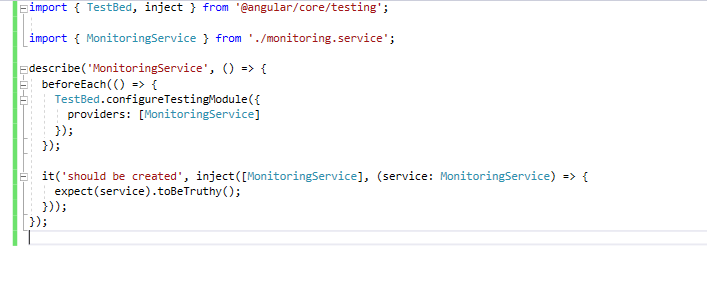 import { TestBed, inject } from '@angular/core/testing';
import { MonitoringService } from './monitoring.service';
describe('MonitoringService', () => {
  beforeEach(() => {
    TestBed.configureTestingModule({
      providers: [MonitoringService]
    });
  });
  it('should be created', inject([MonitoringService], (service: MonitoringService) => {
    expect(service).toBeTruthy();
  }));
});